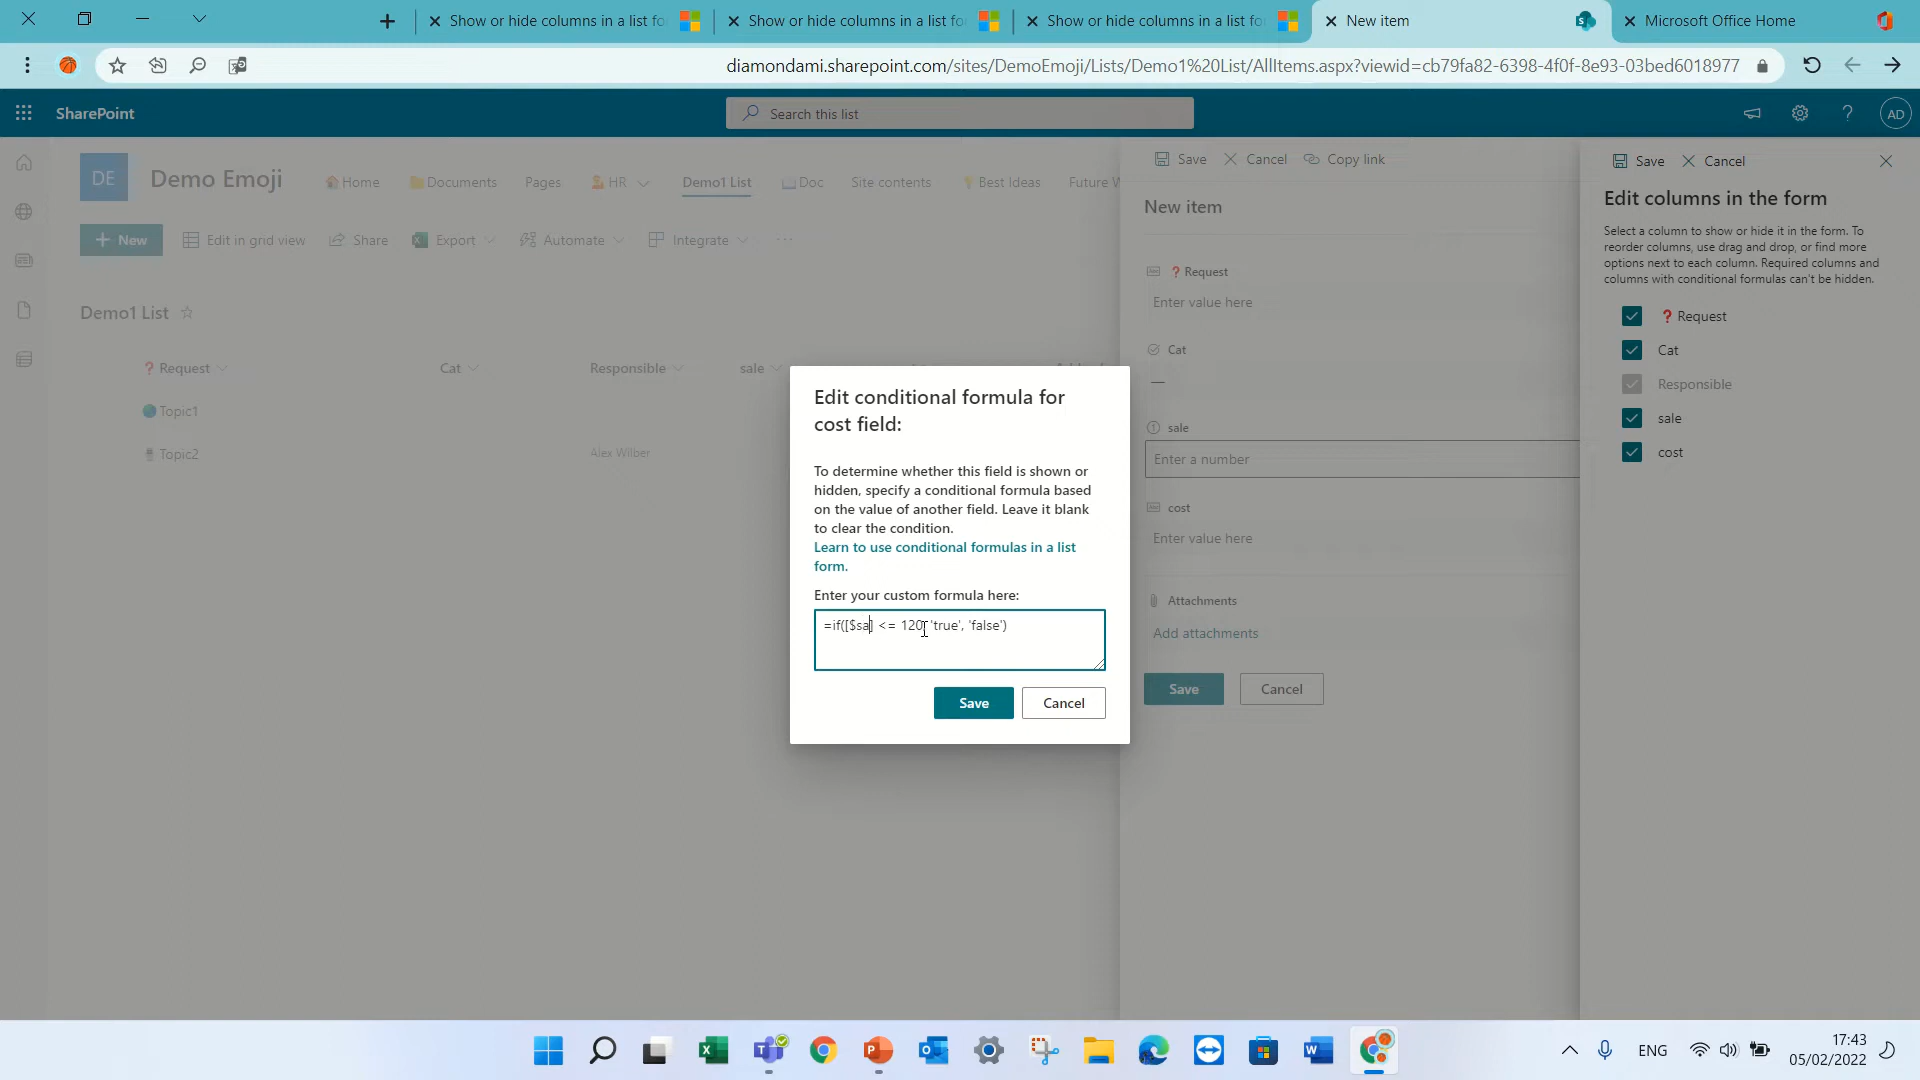 Show or hide columns in a list fo
Show or hide columns in a list fo
Show or hide columns in a list fo
New item
Microsoft Office Home
diamondami.sharepoint.com/sites/DemoEmoji/Lists/Demo1%20List/AllItems.aspx?viewid=cb79fa82-6398-4f0f-8e93-03bed6018977
SharePoint
Search this list
AD
DE
Demo Emoji
Home
Documents
Pages
HR
Demo1 List
Doc
Site contents
Best Ideas
Future W
New
Edit in grid view
Share
Export
Automate
Integrate
Demo1 List
Request
Cat
Responsible
sale
Topic1
Topic2
Alex Wilber
Save
Cancel
Copy link
New item
Request
Enter value here
Cat
—
sale
Enter a number
cost
Enter value here
Attachments
Add attachments
Save
Cancel
Save
Cancel
Edit columns in the form
Select a column to show or hide it in the form. To
reorder columns, use drag and drop, or find more
options next to each column. Required columns and
columns with conditional formulas can't be hidden.
Request
Cat
Responsible
sale
cost
Edit conditional formula for
cost field:
To determine whether this field is shown or
hidden, specify a conditional formula based
on the value of another field. Leave it blank
to clear the condition.
Learn to use conditional formulas in a list
form.
Enter your custom formula here:
=if([$sa] <= 120, 'true', 'false')
Save
Cancel
ENG
17:43
05/02/2022